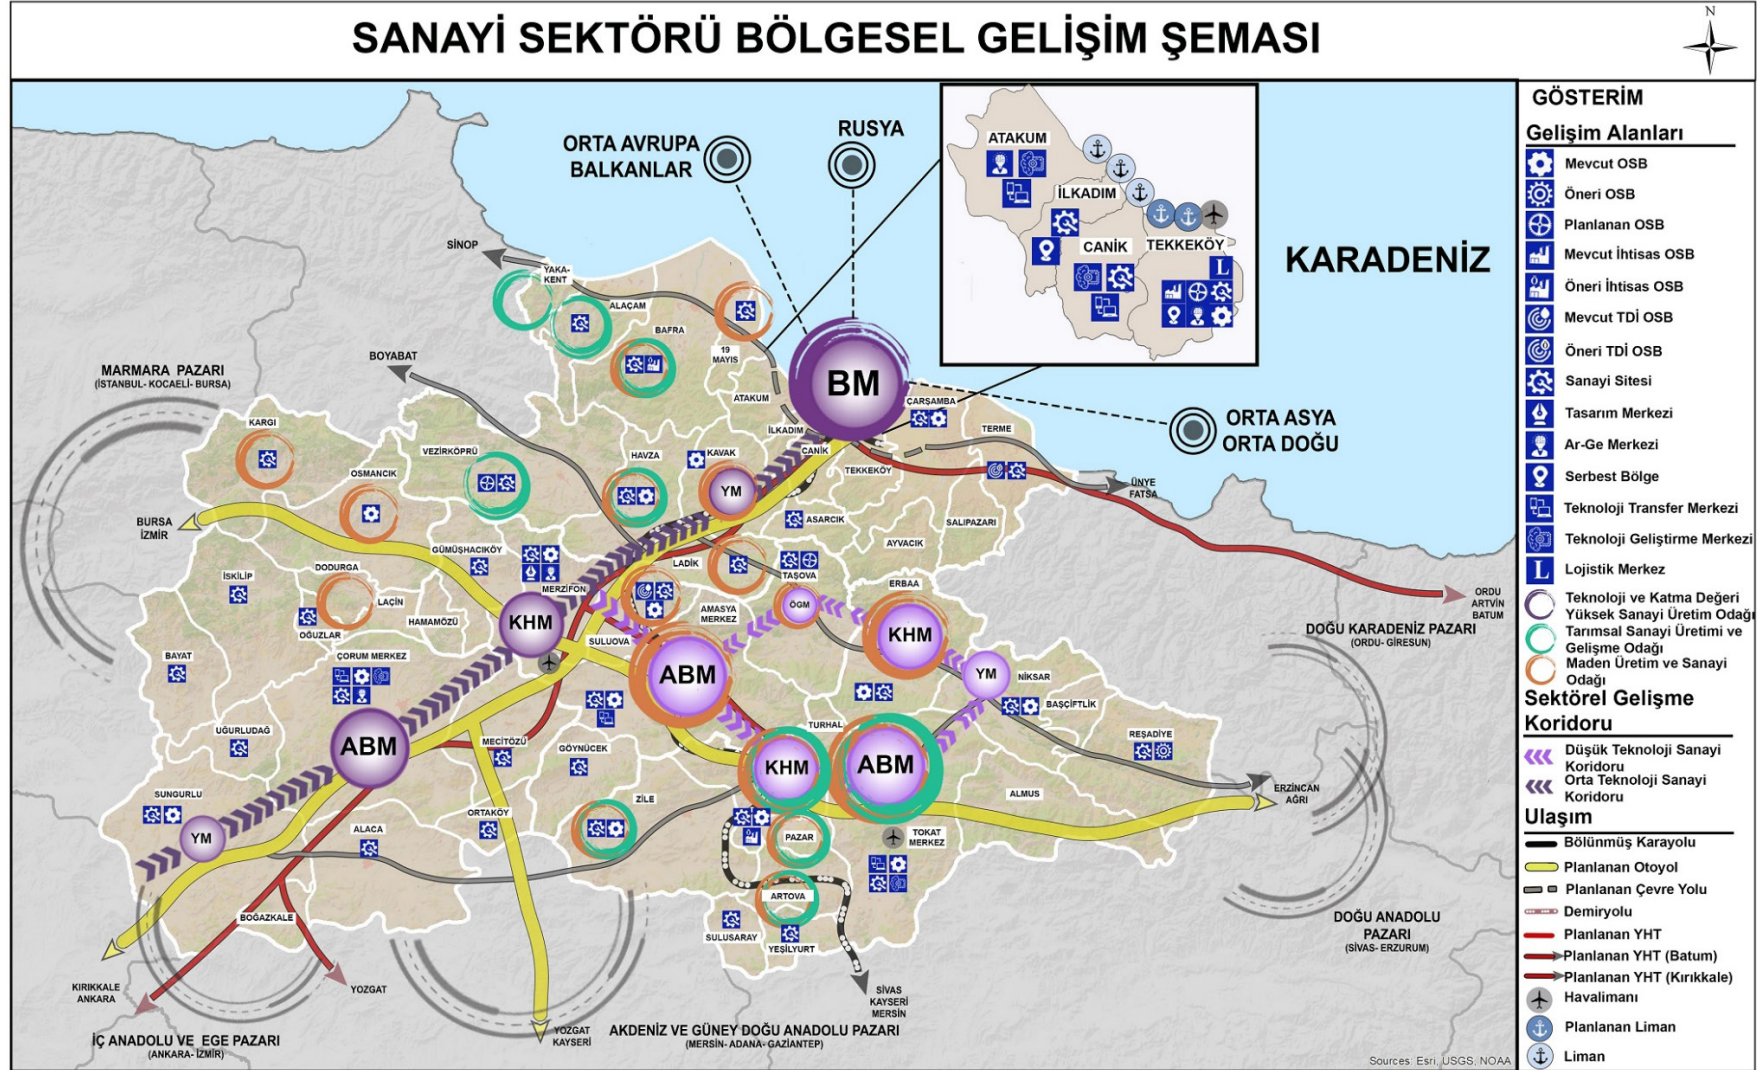 SANAYİ SEKTÖRÜ BÖLGESEL GELİŞİM ŞEMASI
N
ORTA AVRUPA
BALKANLAR
RUSYA
KARADENİZ
ORTA ASYA
ORTA DOĞU
ATAKUM
İLKADIM
CANİK
TEKKEKÖY
L
SİNOP
YAKA-
KENT
ALAÇAM
BAFRA
19
MAYIS
BOYABAT
ATAKUM
BM
ÇARŞAMBA
TERME
İLKADIM
CANİK
TEKKEKÖY
ÜNYE
FATSA
MARMARA PAZARI
(İSTANBUL- KOCAELİ- BURSA)
KARGI
OSMANCIK
VEZİRKÖPRÜ
HAVZA
KAVAK
YM
ASARCIK
SALIPAZARI
AYVACIK
BURSA
İZMİR
GÜMÜŞHACIKÖY
LADİK
TAŞOVA
ERBAA
ORDU
ARTVİN
BATUM
DOĞU KARADENİZ PAZARI
(ORDU- GİRESUN)
İSKİLİP
DODURGA
LAÇİN
OĞUZLAR
HAMAMÖZÜ
MERZİFON
KHM
SULUOVA
AMASYA
MERKEZ
ÖGM
KHM
BAYAT
ÇORUM MERKEZ
ABM
YM
NİKSAR
BAŞÇİFTLİK
UĞURLUDAĞ
ABM
MECİTÖZÜ
GÖYNÜCEK
TURHAL
KHM
ABM
REŞADİYE
SUNGURLU
YM
ALACA
ORTAKÖY
ZİLE
ALMUS
ERZİNCAN
AĞRI
PAZAR
TOKAT
MERKEZ
ARTOVA
BOĞAZKALE
SULUSARAY
YEŞİLYURT
DOĞU ANADOLU
PAZARI
(SİVAS- ERZURUM)
KIRIKKALE
ANKARA
YOZGAT
SİVAS
KAYSERİ
MERSİN
İÇ ANADOLU VE EGE PAZARI
(ANKARA- İZMİR)
YOZGAT
KAYSERİ
AKDENİZ VE GÜNEY DOĞU ANADOLU PAZARI
(MERSİN- ADANA- GAZİANTEP)
Sources: Esri, USGS, NOAA
GÖSTERİM
Gelişim Alanları
Mevcut OSB
Öneri OSB
Planlanan OSB
Mevcut İhtisas OSB
Öneri İhtisas OSB
Mevcut TDİ OSB
Öneri TDİ OSB
Sanayi Sitesi
Tasarım Merkezi
Ar-Ge Merkezi
Serbest Bölge
Teknoloji Transfer Merkezi
Teknoloji Geliştirme Merkezi
L Lojistik Merkez
Teknoloji ve Katma Değeri
Yüksek Sanayi Üretim Odağı
Tarımsal Sanayi Üretimi ve
Gelişme Odağı
Maden Üretim ve Sanayi
Odağı
Sektörel Gelişme
Koridoru
Düşük Teknoloji Sanayi
Koridoru
Orta Teknoloji Sanayi
Koridoru
Ulaşım
Bölünmüş Karayolu
Planlanan Otoyol
Planlanan Çevre Yolu
Demiryolu
Planlanan YHT
Planlanan YHT (Batum)
Planlanan YHT (Kırıkkale)
Havalimanı
Planlanan Liman
Liman